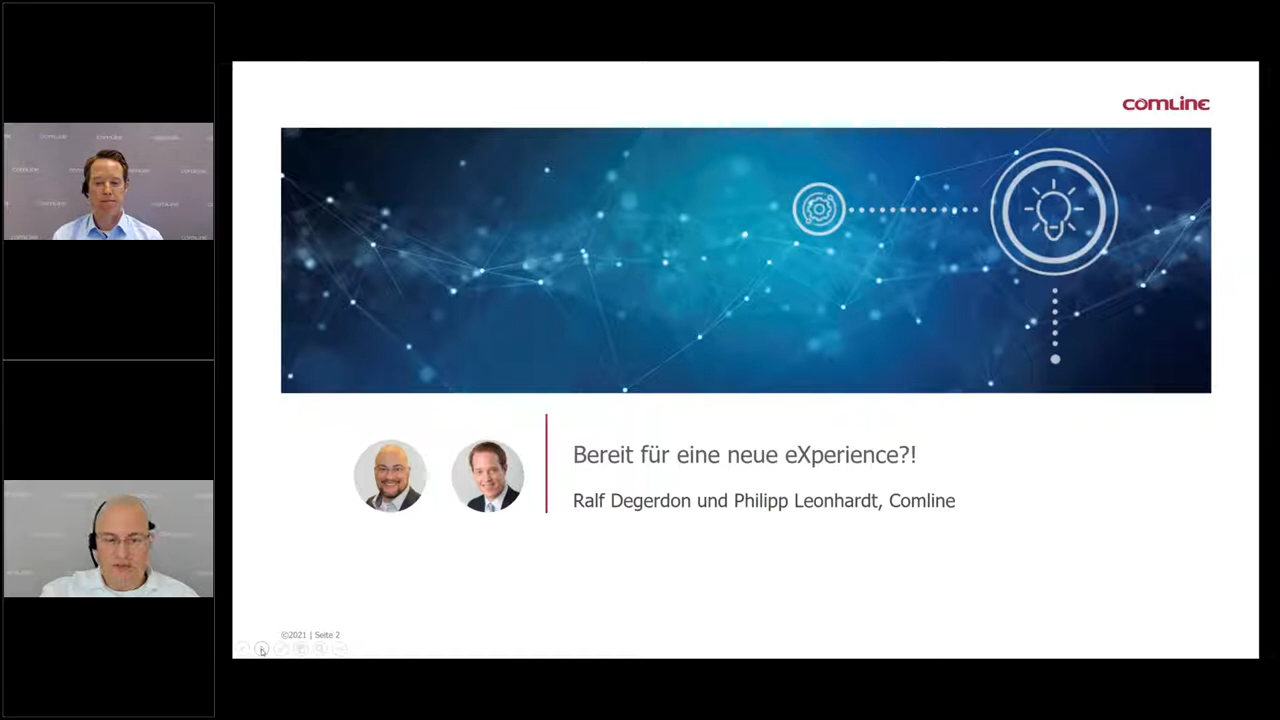 comLine
Bereit für eine neue eXperience?!
Ralf Degerdon und Philipp Leonhardt, Comline
©2021 | Seite 2